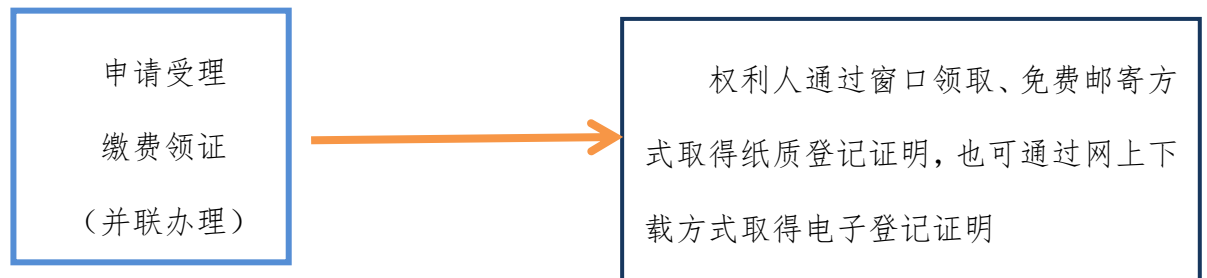 申请受理
缴费领证
（并联办理）
权利人通过窗口领取、免费邮寄方
式取得纸质登记证明，也可通过网上下
载方式取得电子登记证明